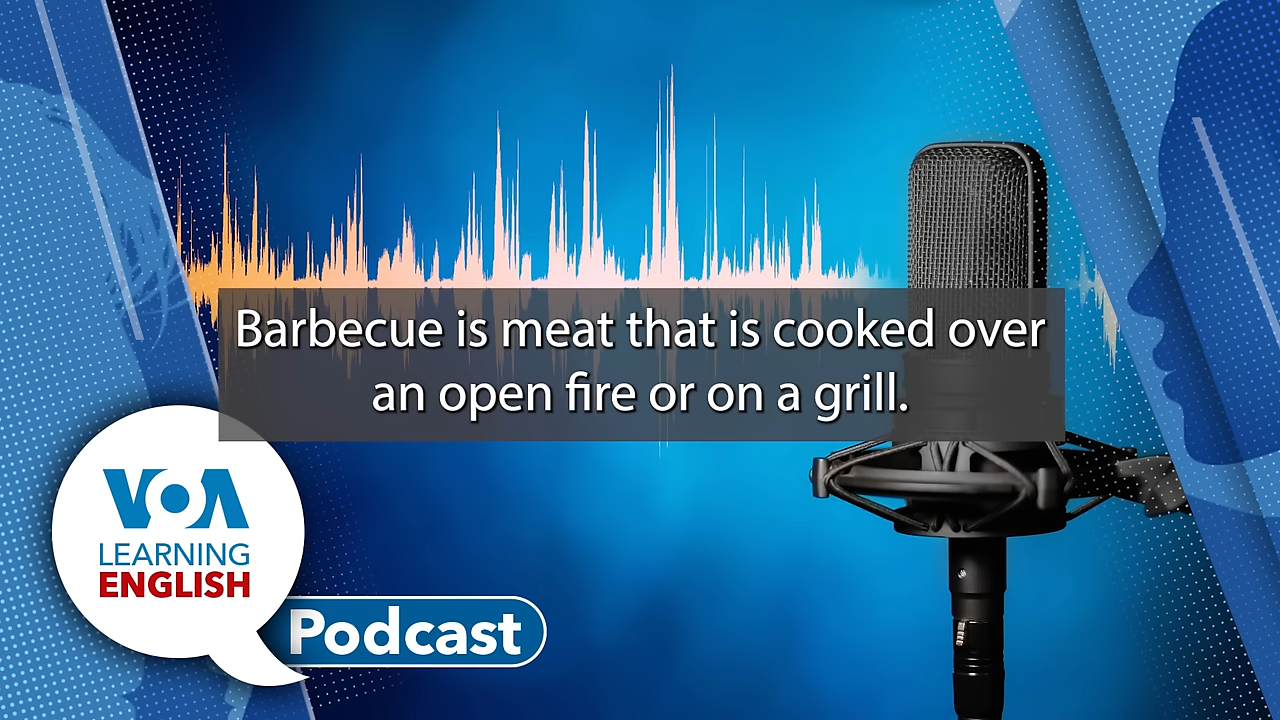 Barbecue is meat that is cooked over
an open fire or on a grill.
VOA
LEARNING
ENGLISH
Podcast